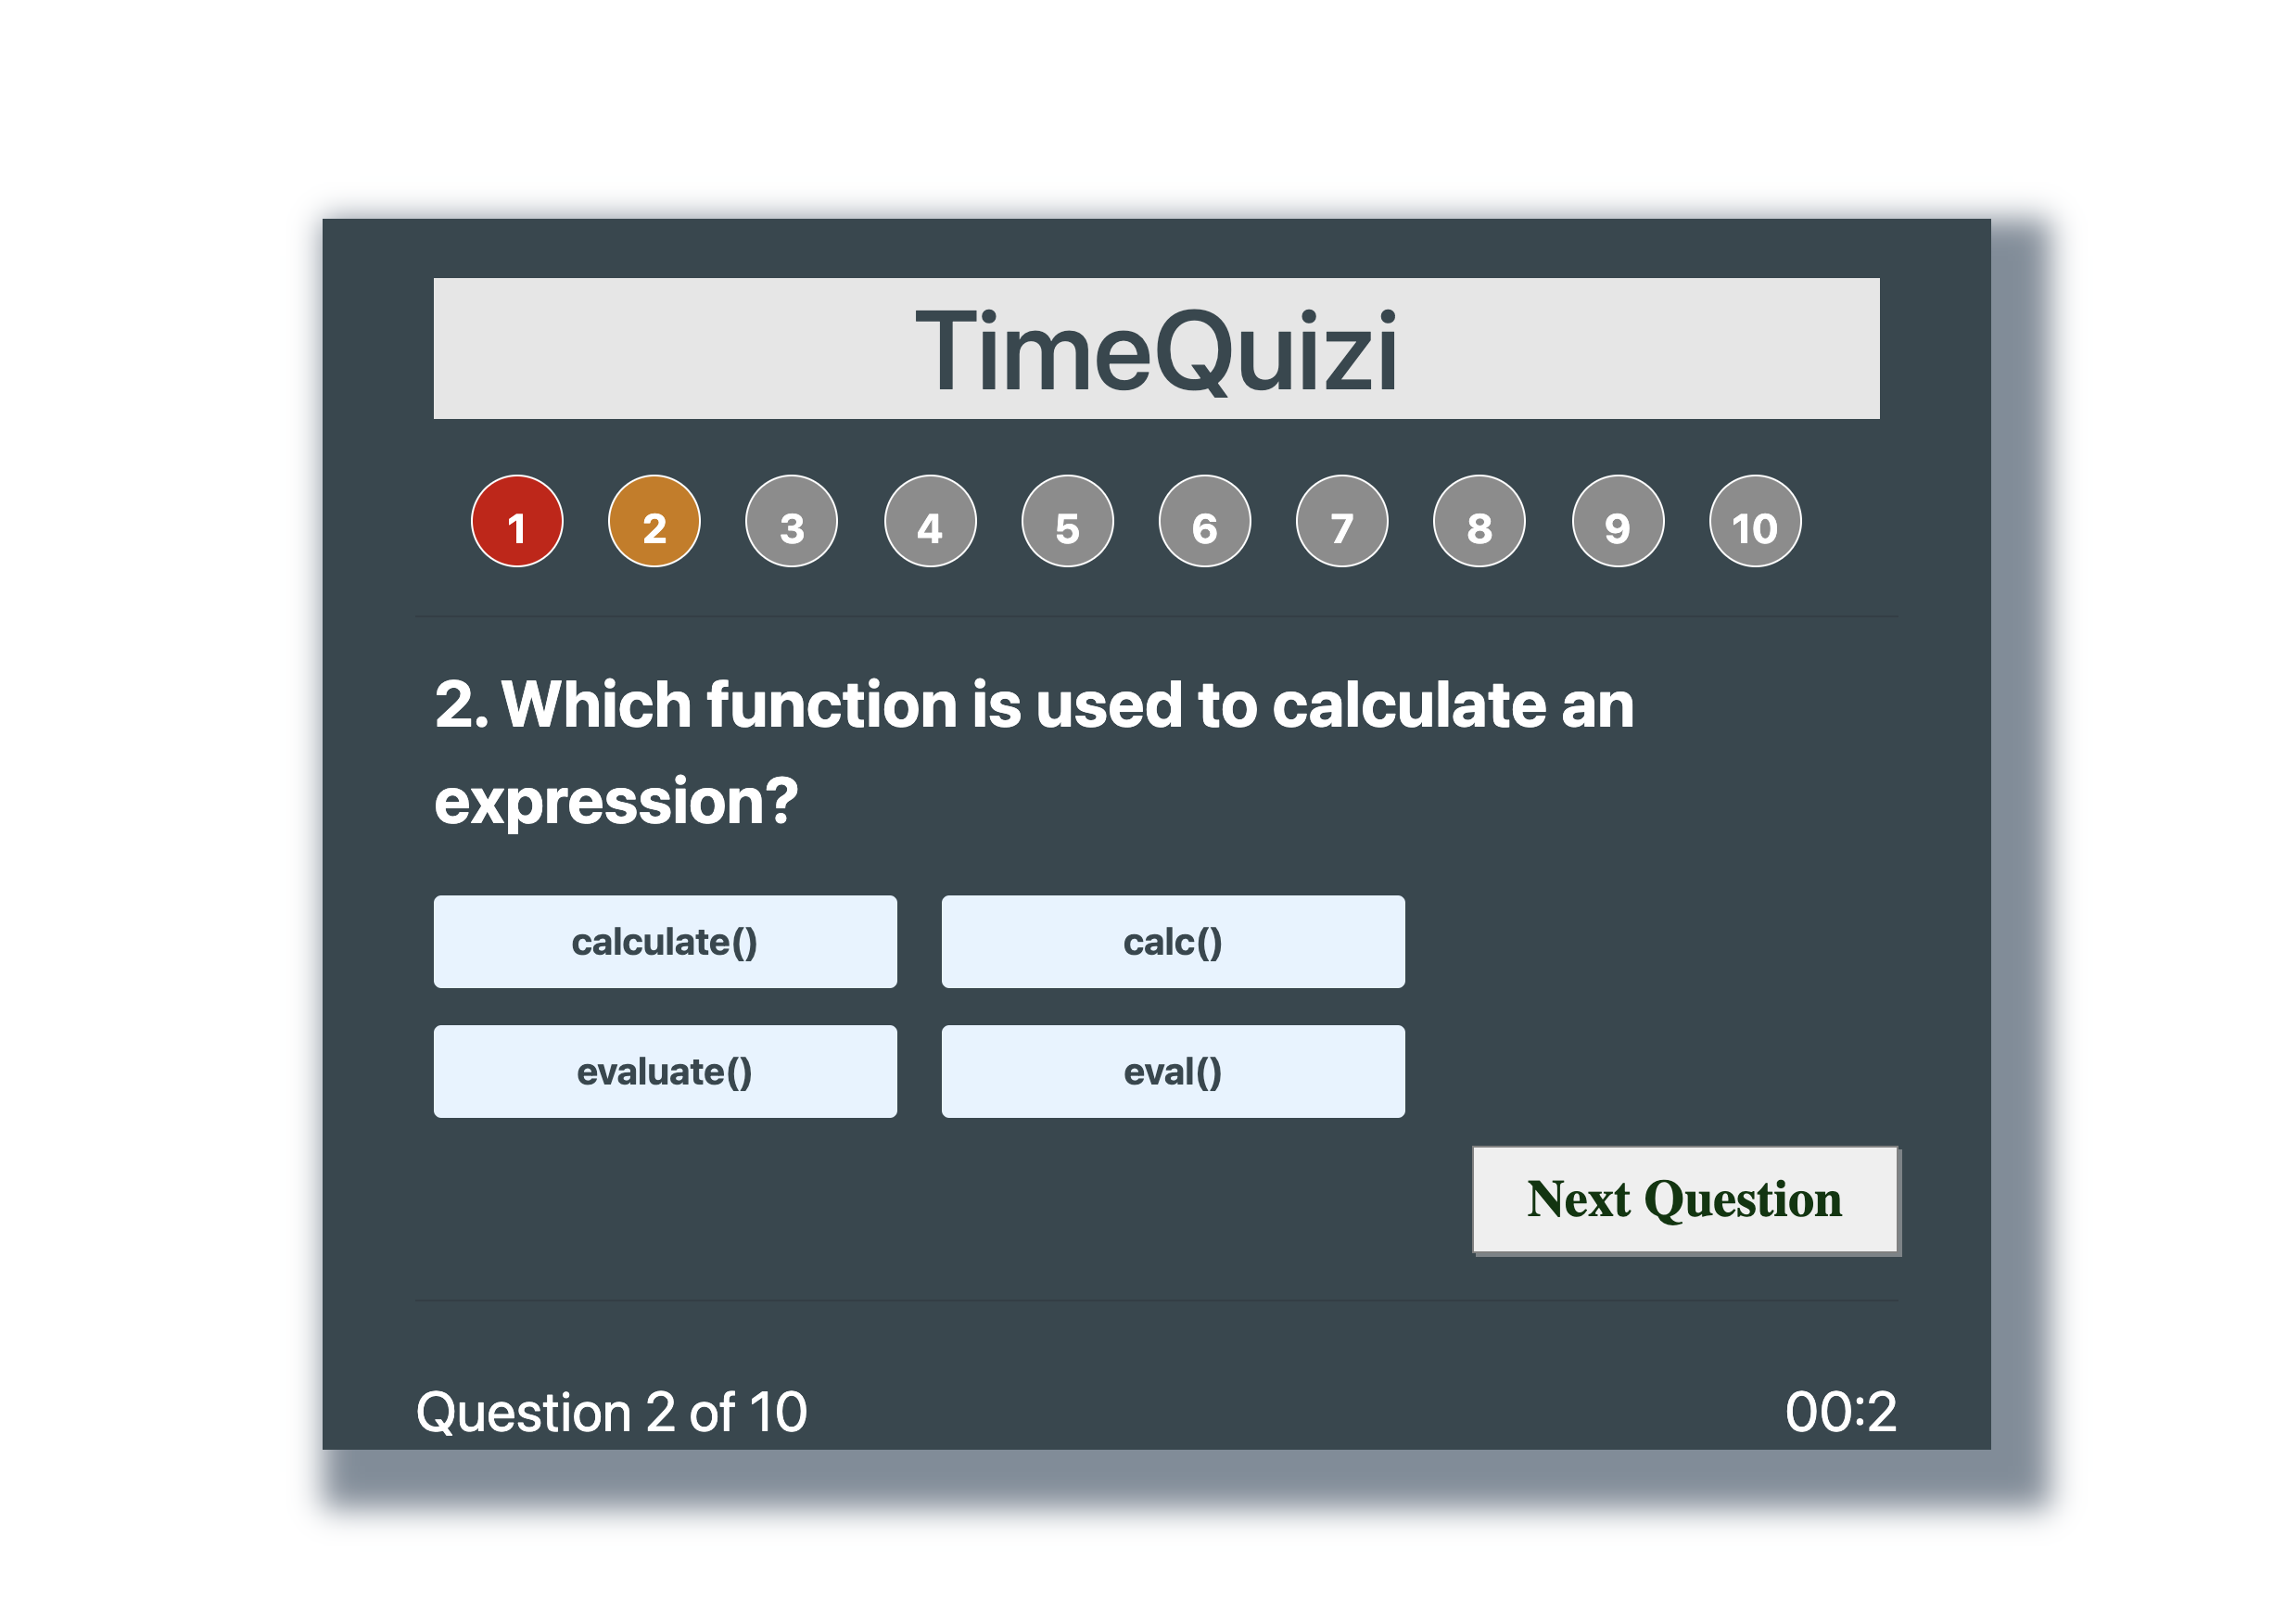 TimeQuizi
1 2 3 4 5 6 7 8 9 10
2. Which function is used to calculate an
expression?
calculate() calc()
evaluate() eval()
Next Question
Question 2 of 10 00:2